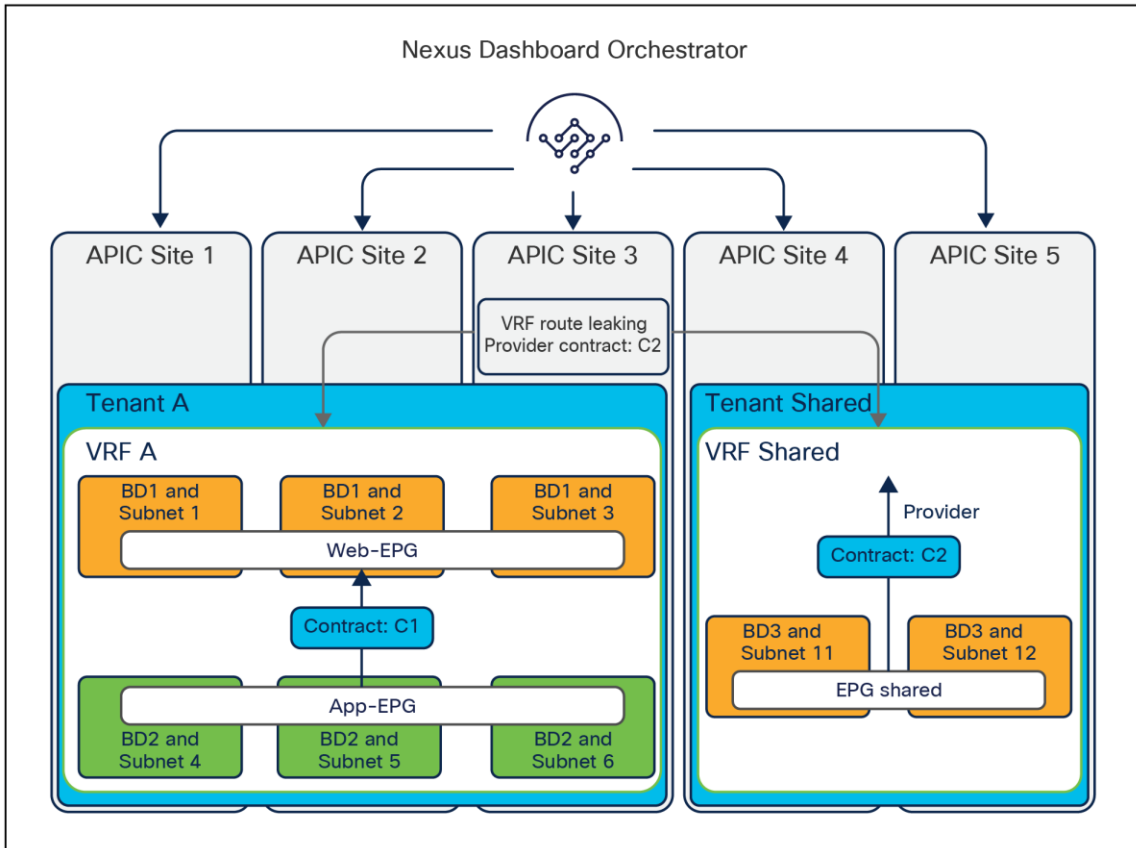 Nexus Dashboard Orchestrator
APIC Site 1
APIC Site 2
APIC Site 3
APIC Site 4
APIC Site 5
VRF route leaking
Provider contract: C2
Tenant A
VRF A
BD1 and
Subnet 1
BD1 and
Subnet 2
BD1 and
Subnet 3
Web-EPG
Contract: C1
App-EPG
BD2 and
Subnet 4
BD2 and
Subnet 5
BD2 and
Subnet 6
Tenant Shared
VRF Shared
Provider
Contract: C2
BD3 and
Subnet 11
BD3 and
Subnet 12
EPG shared